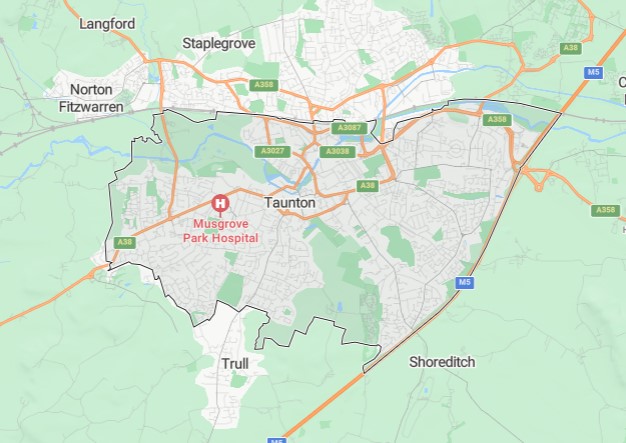 Langford
Staplegrove
A38
M5
A358
Norton
Fitzwarren
A3087
A358
A3027
A3038
A38
Taunton
H
Musgrove
Park Hospital
A358
A38
M5
Trull
Shoreditch
M5